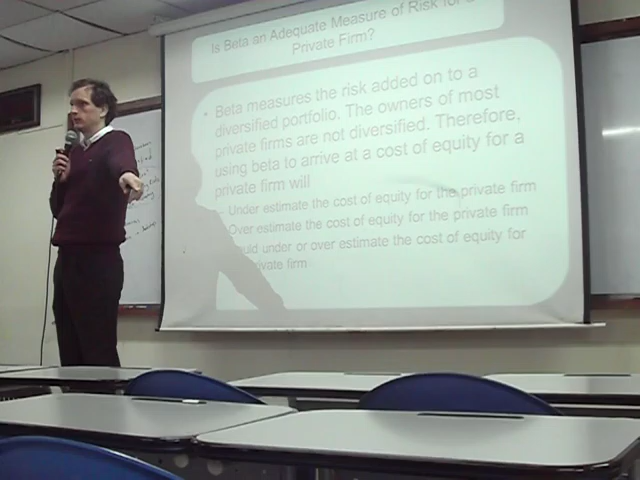 Is Beta an Adequate Measure of Risk for a
Private Firm?
• Beta measures the risk added on to a
diversified portfolio. The owners of most
private firms are not diversified. Therefore,
using beta to arrive at a cost of equity for a
private firm will
Under estimate the cost of equity for the private firm
Over estimate the cost of equity for the private firm
under or over estimate the cost of equity for
firm